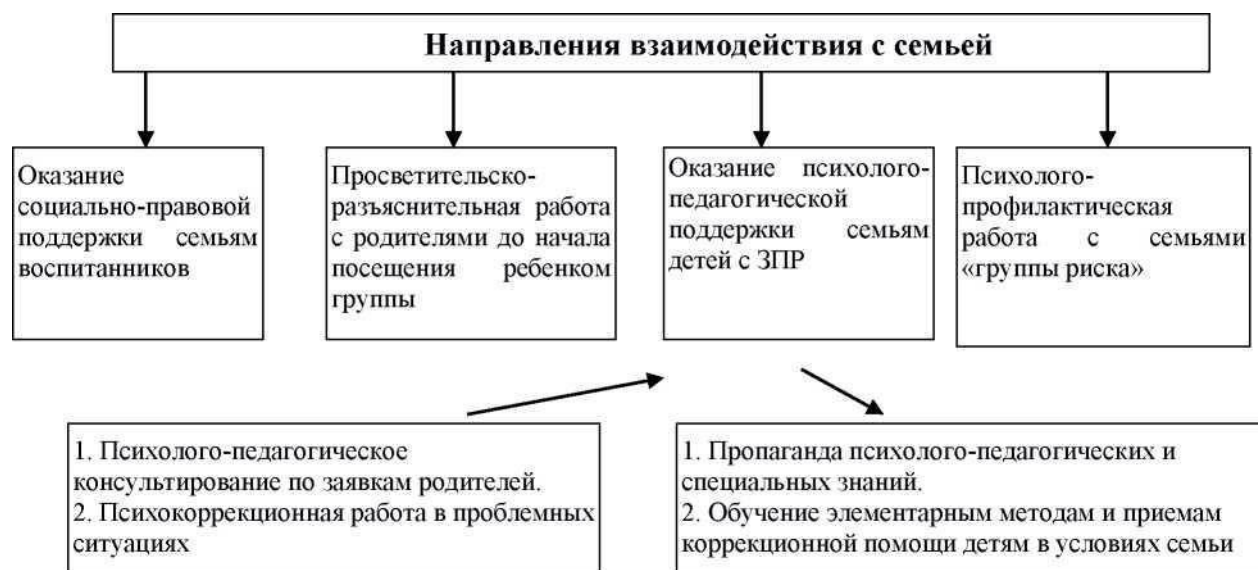 Направления взаимодействия с семьей
Оказание
социально-правовой
поддержки семьям
воспитанников
Просветительско-
разъяснительная работа
с родителями до начала
посещения ребенком
группы
Оказание психолого-
педагогической
поддержки семьям
детей с ЗПР
Психолого-
профилактическая
работа с семьями
«группы риска»
1. Психолого-педагогическое
консультирование по заявкам родителей.
2. Психокоррекционная работа в проблемных
ситуациях
1. Пропаганда психолого-педагогических и
специальных знаний.
2. Обучение элементарным методам и приемам
коррекционной помощи детям в условиях семьи